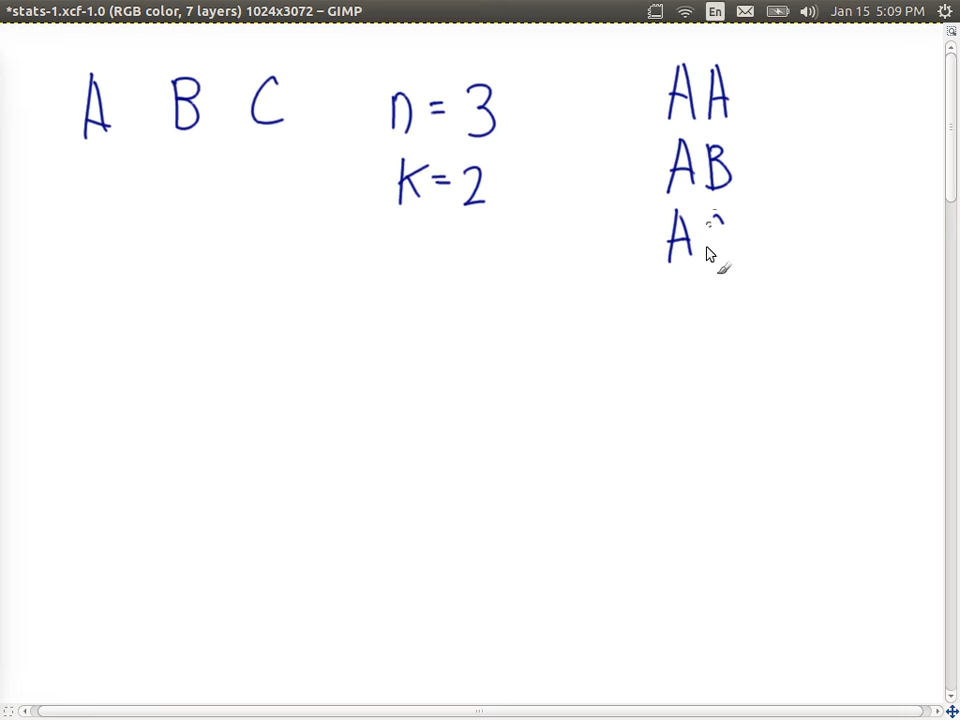 *stats-1.xcf-1.0 (RGB color, 7 layers) 1024x3072 – GIMP
En
Jan 15 5:09 PM
A B C
n = 3
K = 2
AA
AB
A